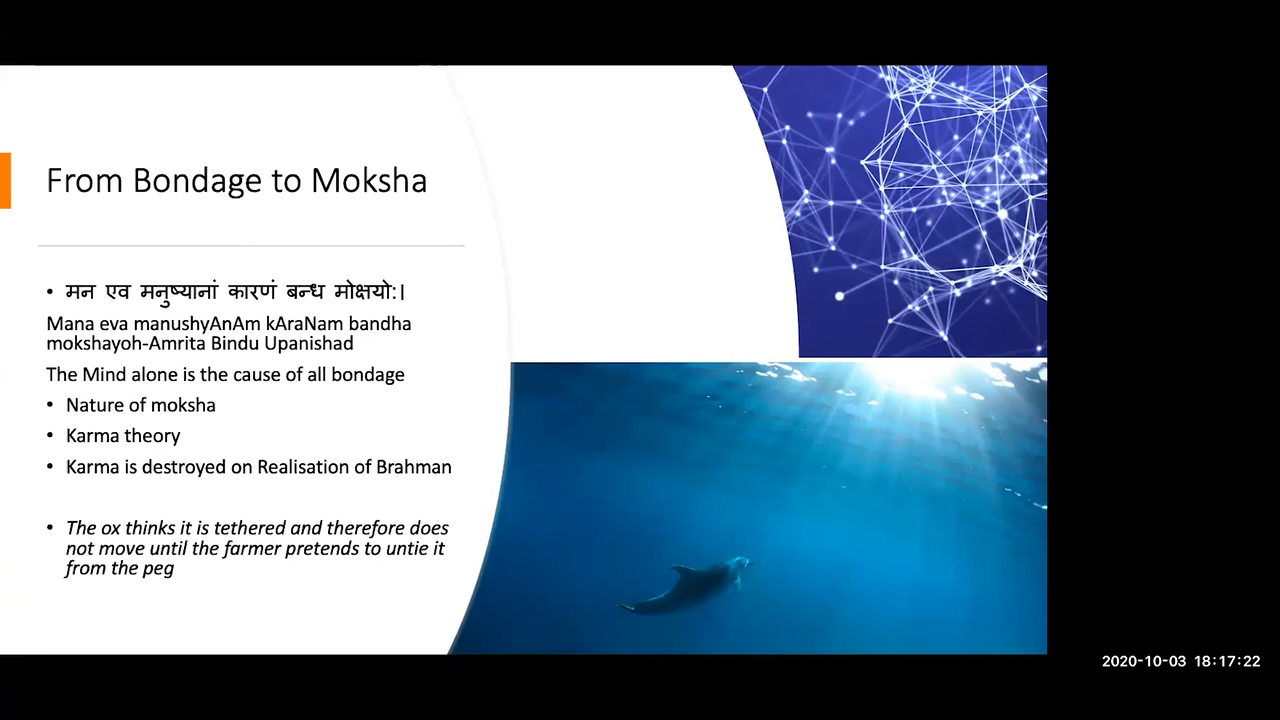 From Bondage to Moksha
• मन एव मनुष्यानां कारणं बन्ध मोक्षयो:।
Mana eva manushyAnAm kAraNam bandha
mokshayoh-Amrita Bindu Upanishad
The Mind alone is the cause of all bondage
• Nature of moksha
• Karma theory
• Karma is destroyed on Realisation of Brahman
• The ox thinks it is tethered and therefore does
not move until the farmer pretends to untie it
from the peg
2020-10-03 18:17:22